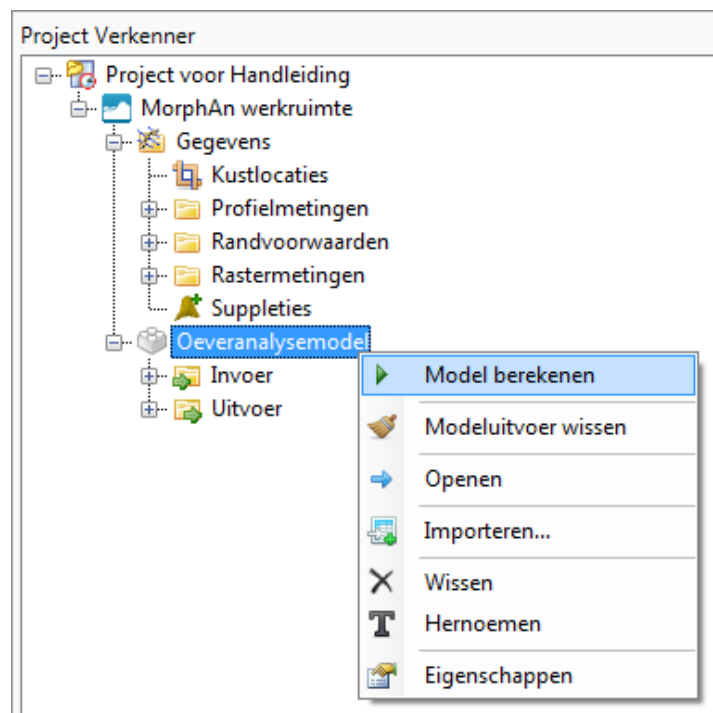 Project Verkenner
Project voor Handleiding
MorphAn werkruimte
Gegevens
Kustlocaties
Profielmetingen
Randvoorwaarden
Rastermetingen
Suppleties
Oeveranalysemodel
Invoer
Uitvoer
Model berekenen
Modeluitvoer wissen
Openen
Importeren...
Wissen
Hernoemen
Eigenschappen